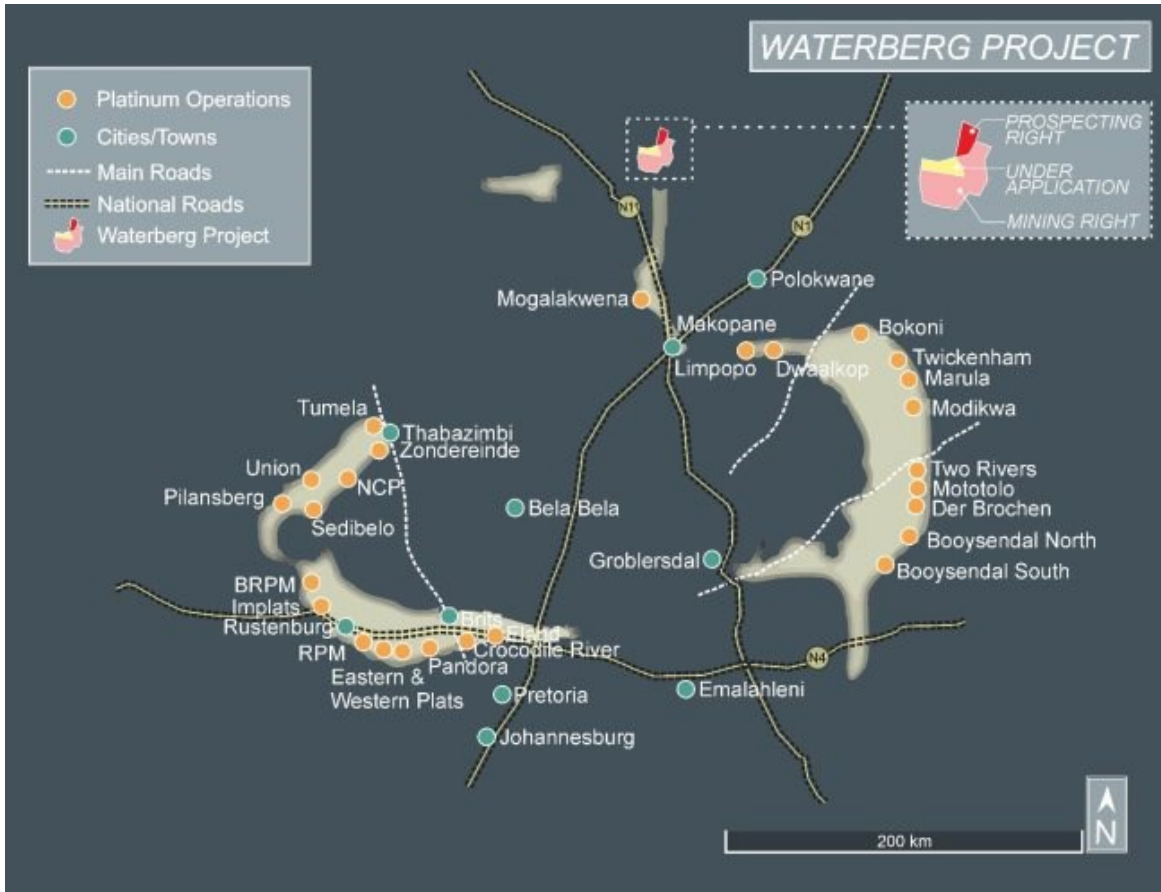 WATERBERG PROJECT
Platinum Operations
Cities/Towns
Main Roads
National Roads
Waterberg Project
PROSPECTING
RIGHT
UNDER
APPLICATION
MINING RIGHT
N1
Polokwane
Mogalakwena
Makopane
Limpopo
Dwaalkop
Bokoni
Twickenham
Marula
Modikwa
Tumela
Thabazimbi
Zondereinde
Union
NCP
Pilansberg
Sedibelo
Bela Bela
Two Rivers
Mototolo
Der Brochen
Groblersdal
Booysendal North
Booysendal South
BRPM
Implats
Rustenburg
Brits
Eland
RPM
Crocodile River
Pandora
Eastern &
Western Plats
N4
Pretoria
Emalahleni
Johannesburg
200 km
N